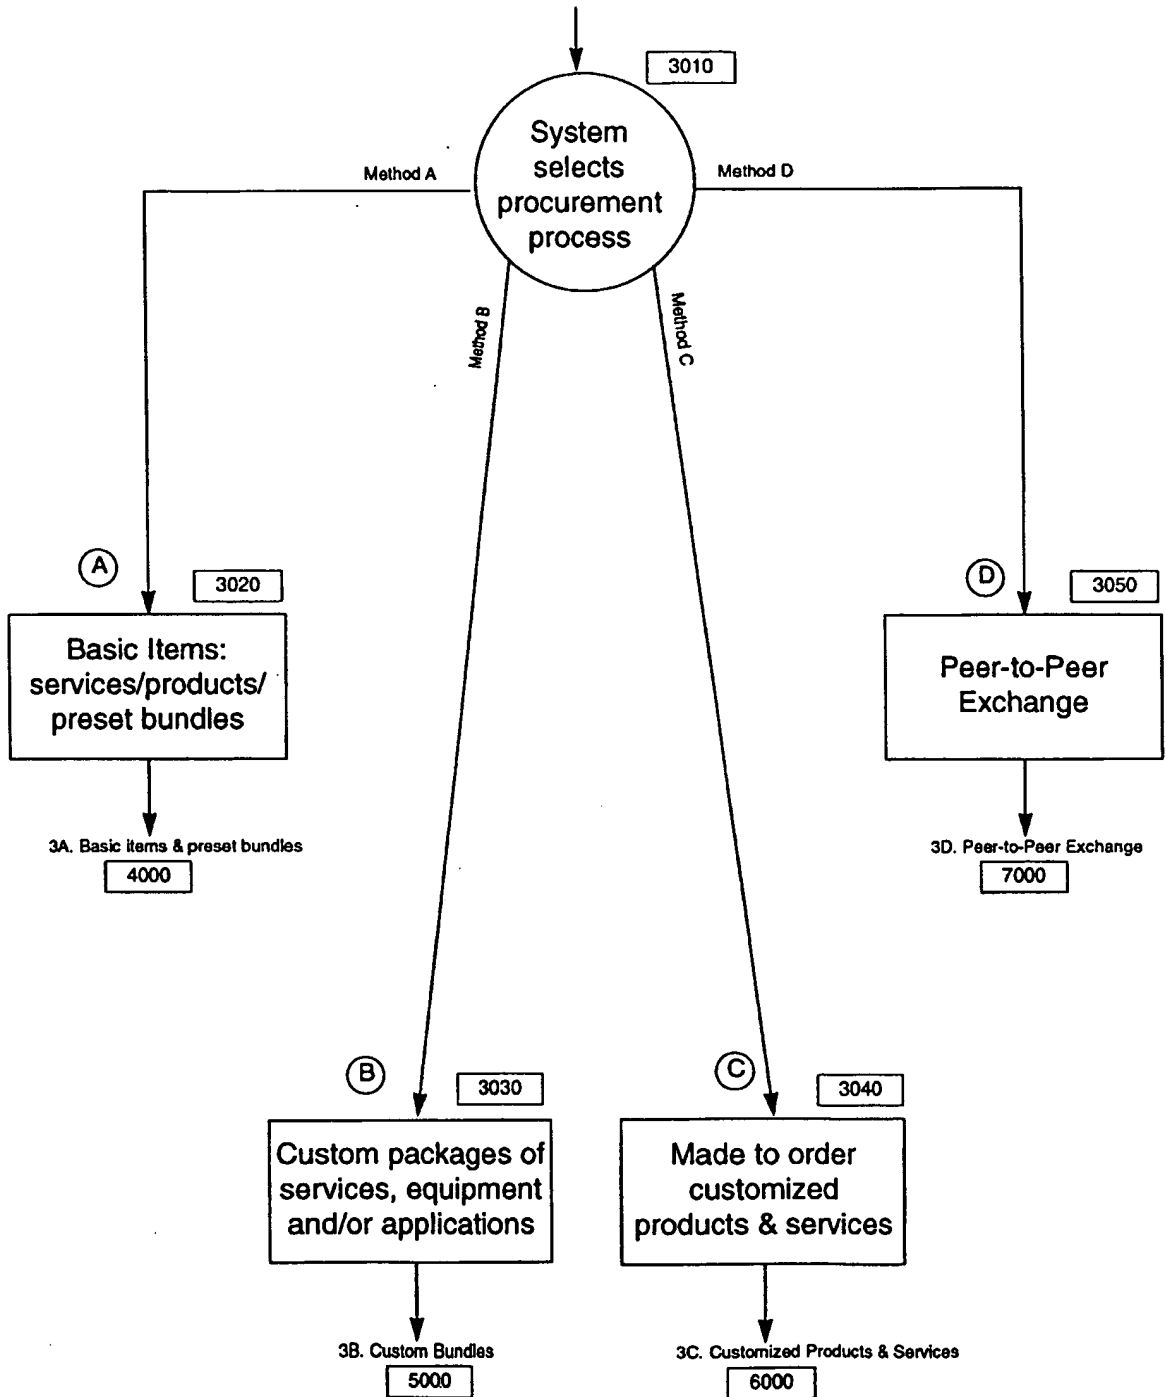 3010
System
selects
procurement
process
Method A
Method D
Method B
Method C
A
3020
Basic Items:
services/products/
preset bundles
D
3050
Peer-to-Peer
Exchange
3A. Basic items & preset bundles
4000
3D. Peer-to-Peer Exchange
7000
B
3030
Custom packages of
services, equipment
and/or applications
C
3040
Made to order
customized
products & services
3B. Custom Bundles
5000
3C. Customized Products & Services
6000